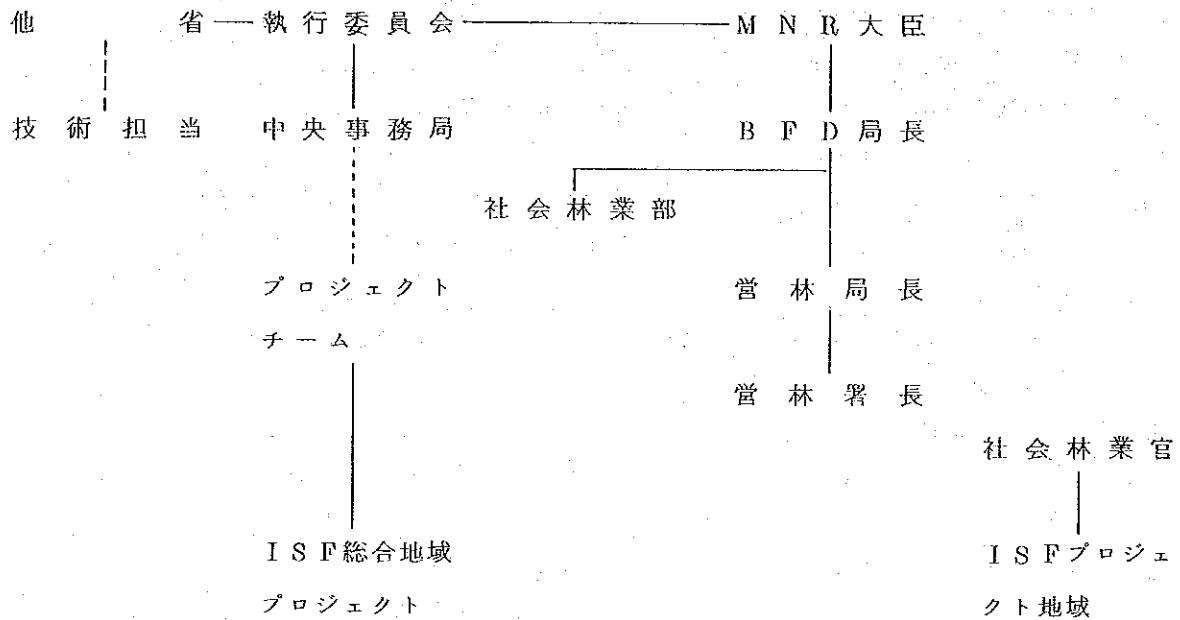 他省 執行委員会 MNR大臣
技術担当 中央事務局 BFD局長
社会林業部
プロジェクト 営林局長
チーム
営林署長
社会林業官
ISF総合地域 ISFプロジェ
プロジェクト クト地域